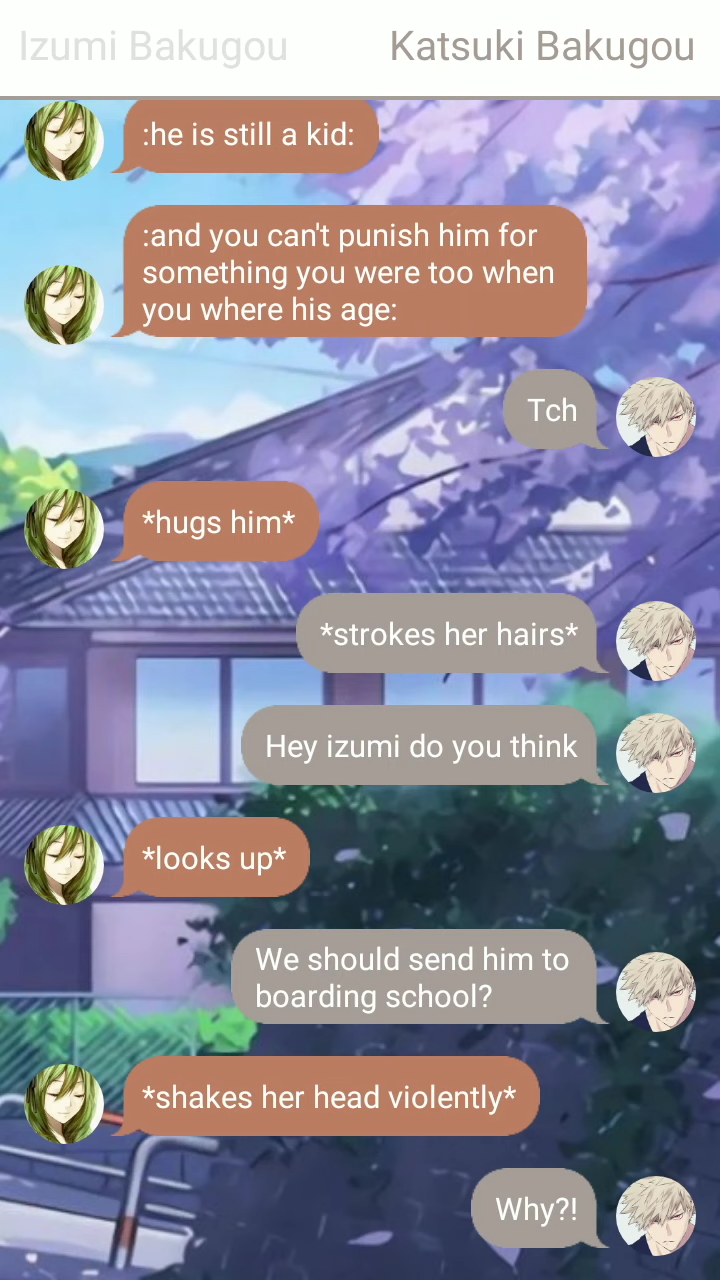 Izumi Bakugou
Katsuki Bakugou
:he is still a kid:
:and you can't punish him for
something you were too when
you where his age:
Tch
*hugs him*
*strokes her hairs*
Hey izumi do you think
*looks up*
We should send him to
boarding school?
*shakes her head violently*
Why?!